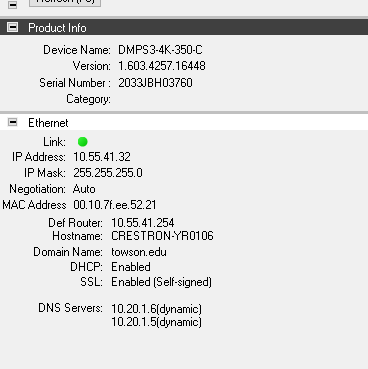 Refresh (F5)
Product Info
Device Name: DMPS3-4K-350-C
Version: 1.603.4257.16448
Serial Number : 2033JBH03760
Category:
Ethernet
Link:
IP Address: 10.55.41.32
IP Mask: 255.255.255.0
Negotiation: Auto
MAC Address 00.10.7f.ee.52.21
Def Router: 10.55.41.254
Hostname: CRESTRON-YR0106
Domain Name: towson.edu
DHCP: Enabled
SSL: Enabled (Self-signed)
DNS Servers: 10.20.1.6(dynamic)
10.20.1.5(dynamic)